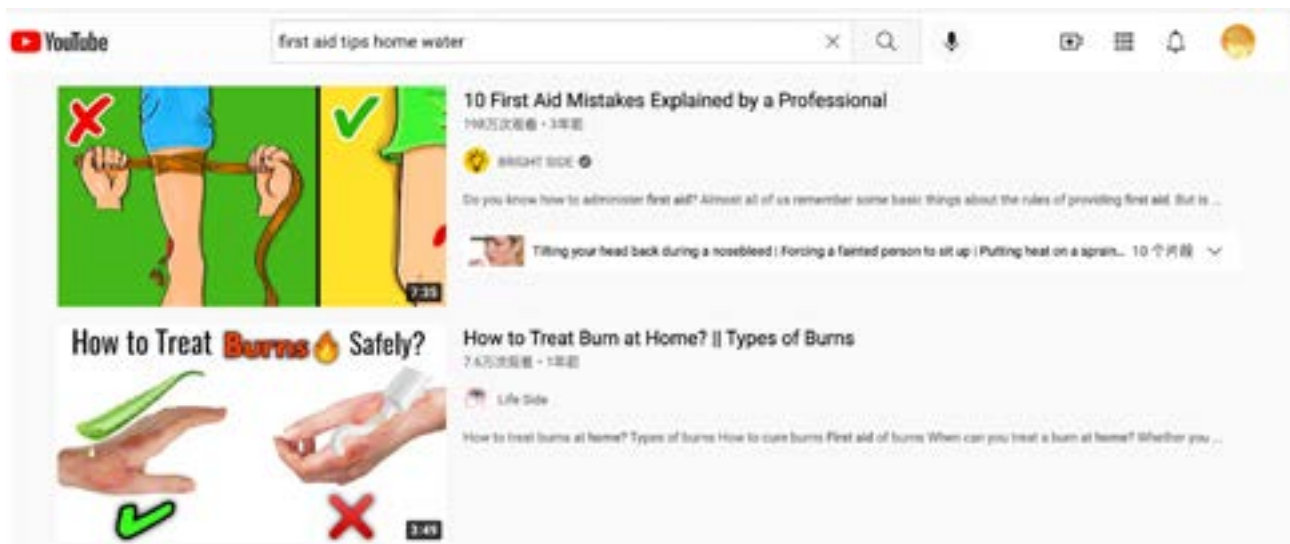 YouTube
first aid tips home water
10 First Aid Mistakes Explained by a Professional
198万次观看 • 3年前
BRIGHT SIDE
Do you know how to administer first aid? Almost all of us remember some basic things about the rules of providing first aid. But is ...
Tilting your head back during a nosebleed | Forcing a fainted person to sit up | Putting heat on a sprain... 10 个片段
7:35
How to Treat Burns Safely?
How to Treat Burn at Home? || Types of Burns
7.6万次观看 • 1年前
Life Side
How to treat burns at home? Types of burns How to cure burns First aid of burns When can you treat a burn at home? Whether you ...
3:49